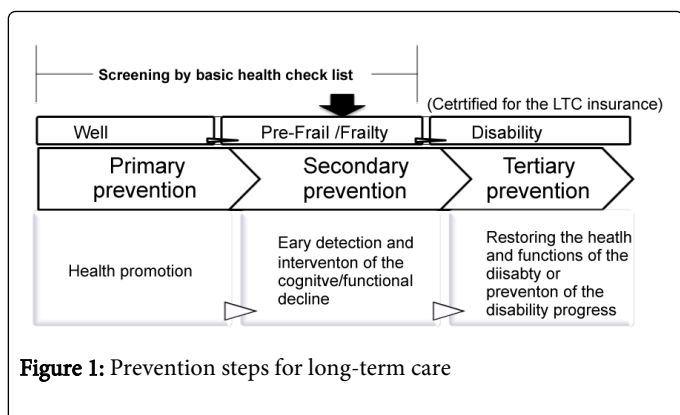 Screening by basic health check list
(Cetrtified for the LTC insurance)
Well
Pre-Frail /Frailty
Disability
Primary
prevention
Secondary
prevention
Tertiary
prevention
Health promotion
Eary detection and
interventon of the
cognitve/functional
decline
Restoring the heatlh
and functions of the
disabty or
preventon of the
disability progress
Figure 1: Prevention steps for long-term care